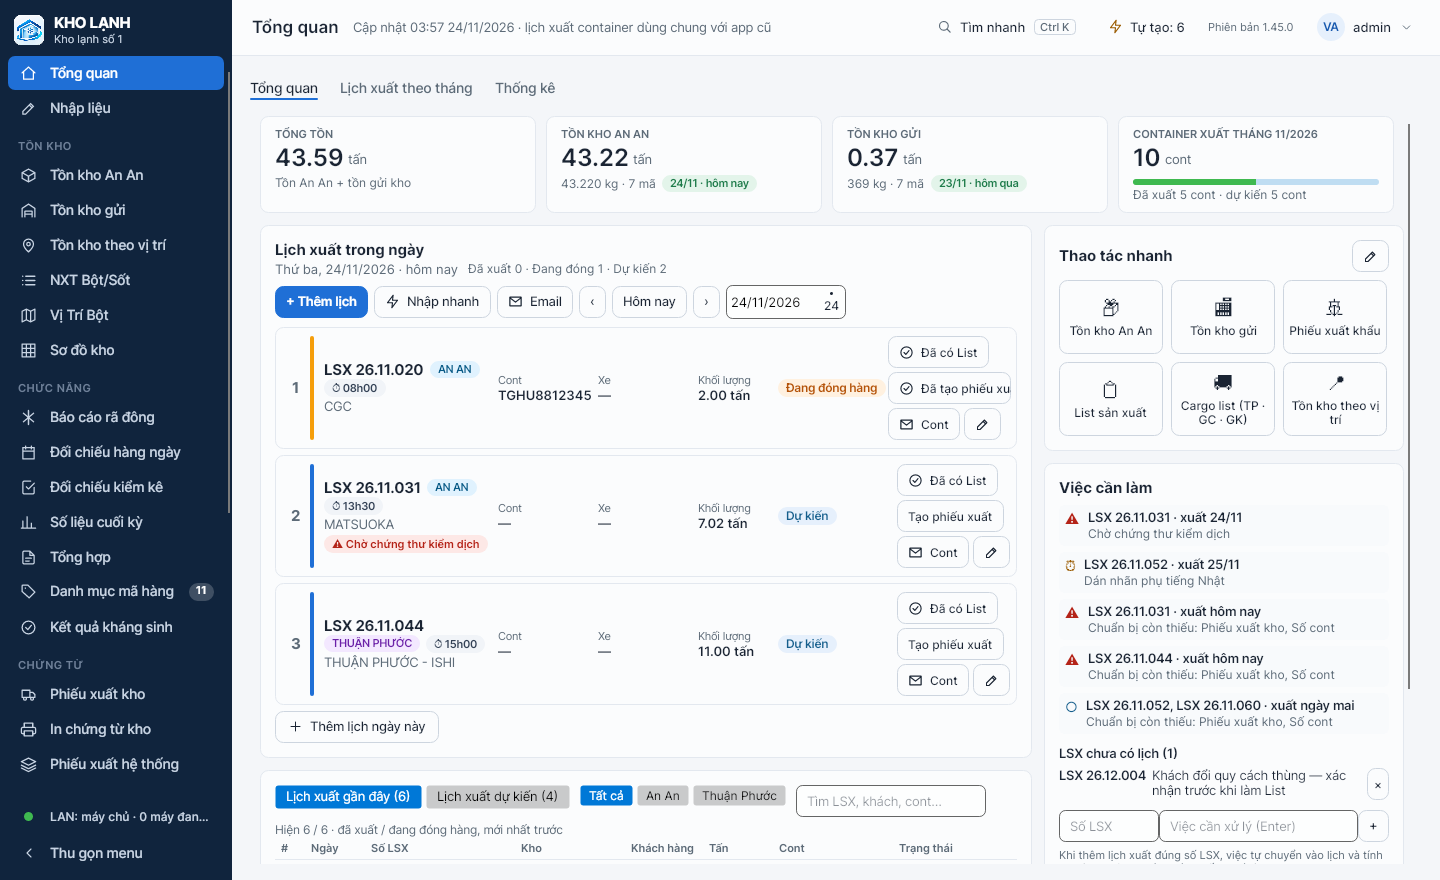 KHO LẠNH
Kho lạnh số 1
Tổng quan
Nhập liệu
TỒN KHO
Tồn kho An An
Tồn kho gửi
Tồn kho theo vị trí
NXT Bột/Sốt
Vị Trí Bột
Sơ đồ kho
CHỨC NĂNG
Báo cáo rã đông
Đối chiếu hàng ngày
Đối chiếu kiểm kê
Số liệu cuối kỳ
Tổng hợp
Danh mục mã hàng 11
Kết quả kháng sinh
CHỨNG TỪ
Phiếu xuất kho
In chứng từ kho
Phiếu xuất hệ thống
LAN: máy chủ · 0 máy đan...
Thu gọn menu
Tổng quan Cập nhật 03:57 24/11/2026 · lịch xuất container dùng chung với app cũ
Tìm nhanh Ctrl K Tự tạo: 6 Phiên bản 1.45.0 VA admin
Tổng quan Lịch xuất theo tháng Thống kê
TỔNG TỒN
43.59 tấn
Tồn An An + tồn gửi kho
TỒN KHO AN AN
43.22 tấn
43.220 kg · 7 mã 24/11 · hôm nay
TỒN KHO GỬI
0.37 tấn
369 kg · 7 mã 23/11 · hôm qua
CONTAINER XUẤT THÁNG 11/2026
10 cont
Đã xuất 5 cont · dự kiến 5 cont
Lịch xuất trong ngày
Thứ ba, 24/11/2026 · hôm nay Đã xuất 0 · Đang đóng 1 · Dự kiến 2
+ Thêm lịch Nhập nhanh Email ‹ Hôm nay › 24/11/2026 24
1
LSX 26.11.020 AN AN
08h00
CGC
Cont
TGHU8812345
Xe
—
Khối lượng
2.00 tấn
Đang đóng hàng
Đã có List
Đã tạo phiếu xu
Cont
2
LSX 26.11.031 AN AN
13h30
MATSUOKA
Chờ chứng thư kiểm dịch
Cont
—
Xe
—
Khối lượng
7.02 tấn
Dự kiến
Đã có List
Tạo phiếu xuất
Cont
3
LSX 26.11.044
THUẬN PHƯỚC 15h00
THUẬN PHƯỚC - ISHI
Cont
—
Xe
—
Khối lượng
11.00 tấn
Dự kiến
Đã có List
Tạo phiếu xuất
Cont
Thêm lịch ngày này
Lịch xuất gần đây (6) Lịch xuất dự kiến (4) Tất cả An An Thuận Phước Tìm LSX, khách, cont...
Hiện 6 / 6 · đã xuất / đang đóng hàng, mới nhất trước
# Ngày Số LSX Kho Khách hàng Tấn Cont Trạng thái
Thao tác nhanh
Tồn kho An An
Tồn kho gửi
Phiếu xuất khẩu
List sản xuất
Cargo list (TP ·
GC · GK)
Tồn kho theo vị
trí
Việc cần làm
LSX 26.11.031 · xuất 24/11
Chờ chứng thư kiểm dịch
LSX 26.11.052 · xuất 25/11
Dán nhãn phụ tiếng Nhật
LSX 26.11.031 · xuất hôm nay
Chuẩn bị còn thiếu: Phiếu xuất kho, Số cont
LSX 26.11.044 · xuất hôm nay
Chuẩn bị còn thiếu: Phiếu xuất kho, Số cont
LSX 26.11.052, LSX 26.11.060 · xuất ngày mai
Chuẩn bị còn thiếu: Phiếu xuất kho, Số cont
LSX chưa có lịch (1)
LSX 26.12.004 Khách đổi quy cách thùng — xác
nhận trước khi làm List
×
Số LSX Việc cần xử lý (Enter) +
Khi thêm lịch xuất đúng số LSX, việc tự chuyển vào lịch và tính